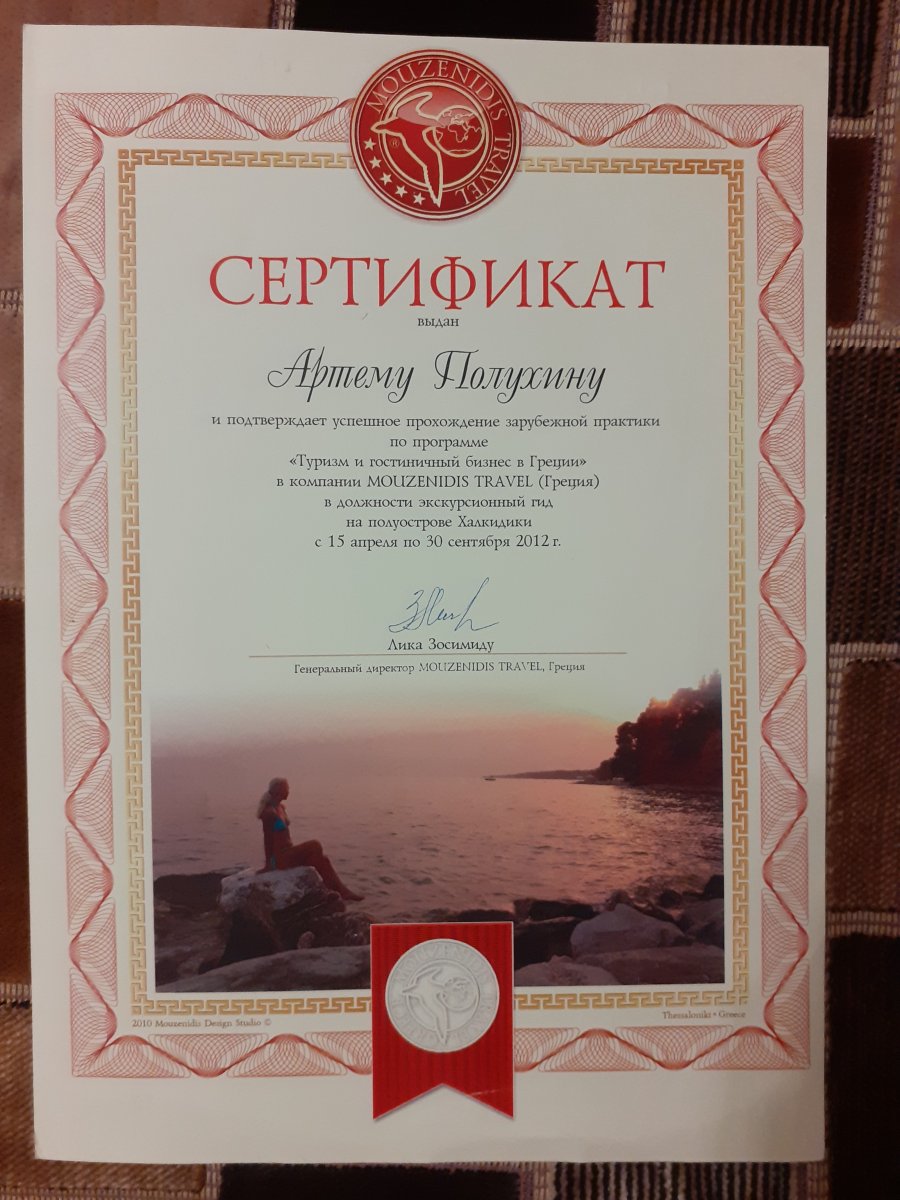 MOUZENIDIS TRAVEL
®
СЕРТИФИКАТ
выдан
Артему Полухину
и подтверждает успешное прохождение зарубежной практики
по программе
«Туризм и гостиничный бизнес в Греции»
в компании MOUZENIDIS TRAVEL (Греция)
в должности экскурсионный гид
на полуострове Халкидики
с 15 апреля по 30 сентября 2012 г.
Лика Зосимиду
Генеральный директор MOUZENIDIS TRAVEL, Греция
MOUZENIDIS TRAVEL
2010 Mouzenidis Design Studio ©
Thessaloniki • Greece